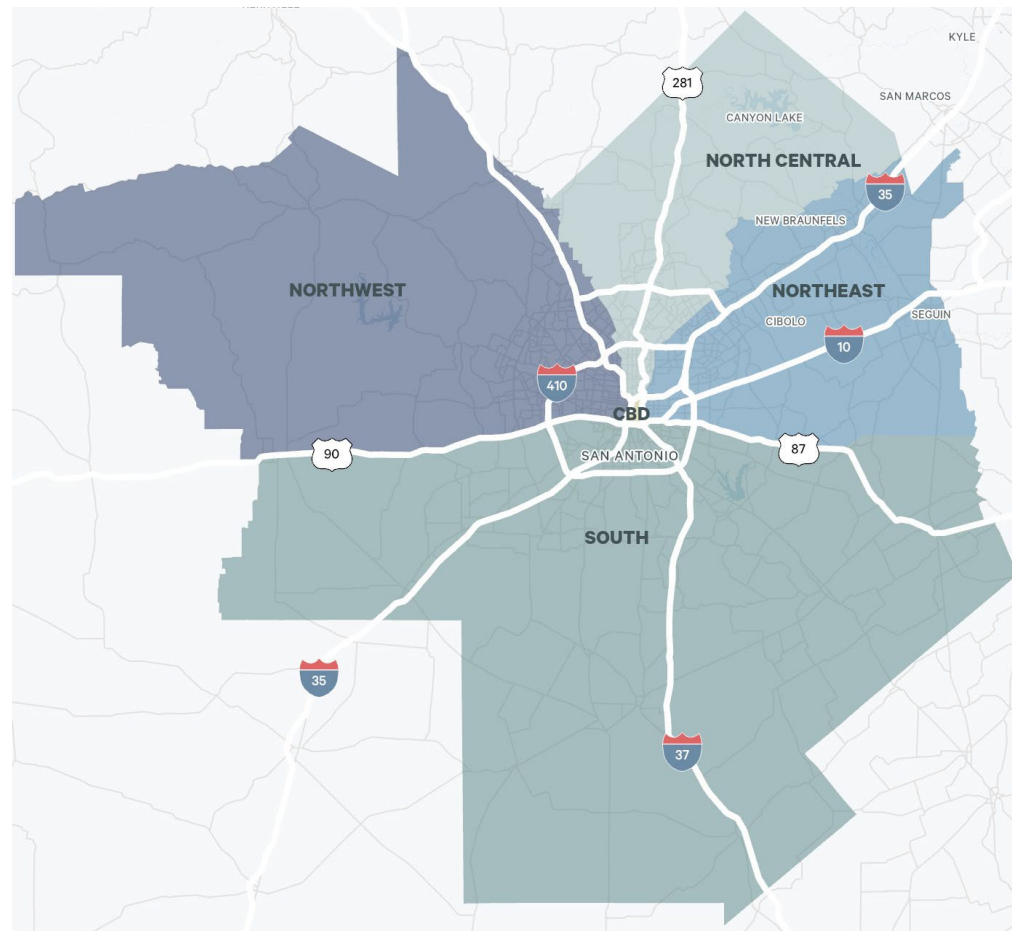 KYLE
281
SAN MARCOS
CANYON LAKE
NORTH CENTRAL
35
NEW BRAUNFELS
NORTHWEST
NORTHEAST
SEGUIN
CIBOLO
10
410
CBD
87
90
SAN ANTONIO
SOUTH
35
37